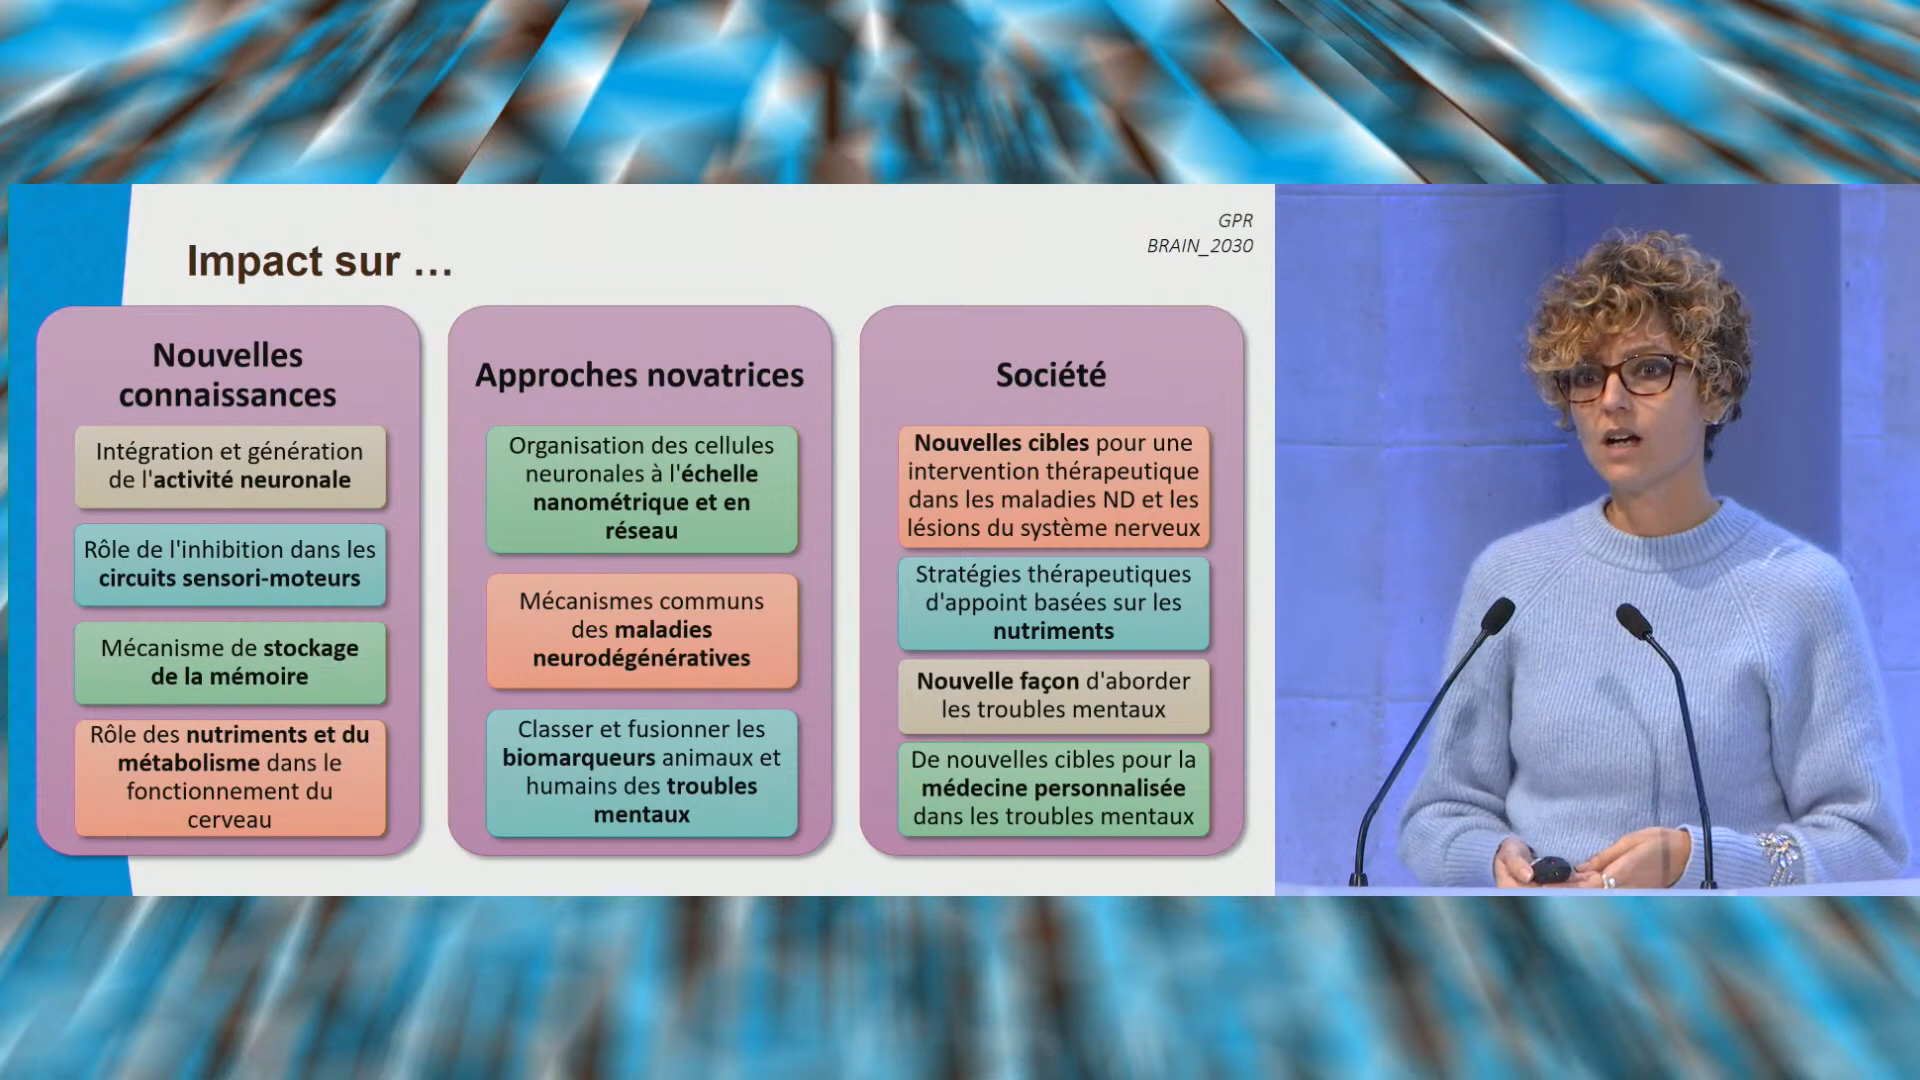 GPR
BRAIN_2030
Impact sur ...
Nouvelles
connaissances
Intégration et génération
de l'activité neuronale
Rôle de l'inhibition dans les
circuits sensori-moteurs
Mécanisme de stockage
de la mémoire
Rôle des nutriments et du
métabolisme dans le
fonctionnement du
cerveau
Approches novatrices
Organisation des cellules
neuronales à l'échelle
nanométrique et en
réseau
Mécanismes communs
des maladies
neurodégénératives
Classer et fusionner les
biomarqueurs animaux et
humains des troubles
mentaux
Société
Nouvelles cibles pour une
intervention thérapeutique
dans les maladies ND et les
lésions du système nerveux
Stratégies thérapeutiques
d'appoint basées sur les
nutriments
Nouvelle façon d'aborder
les troubles mentaux
De nouvelles cibles pour la
médecine personnalisée
dans les troubles mentaux